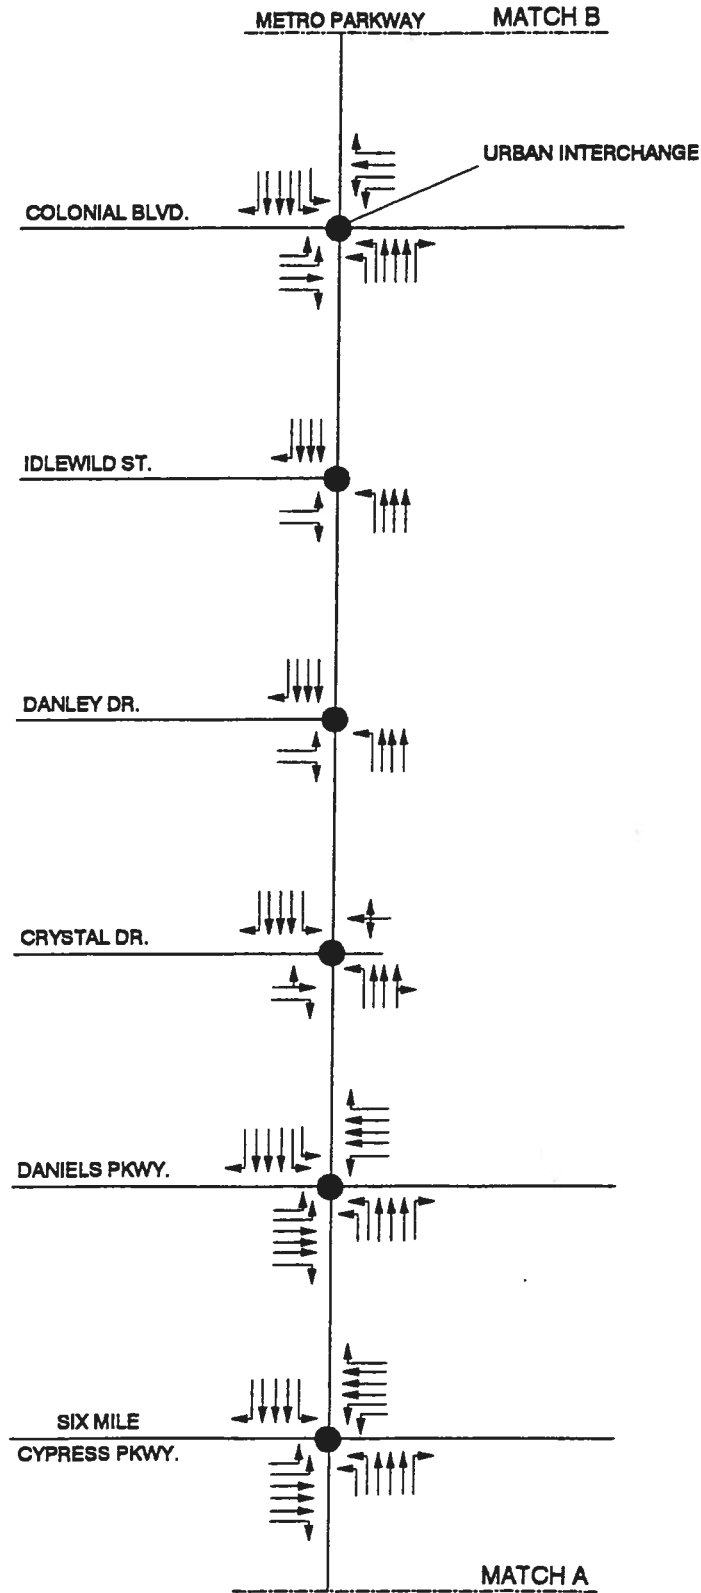 METRO PARKWAY
MATCH B
URBAN INTERCHANGE
COLONIAL BLVD.
IDLEWILD ST.
DANLEY DR.
CRYSTAL DR.
DANIELS PKWY.
SIX MILE
CYPRESS PKWY.
MATCH A